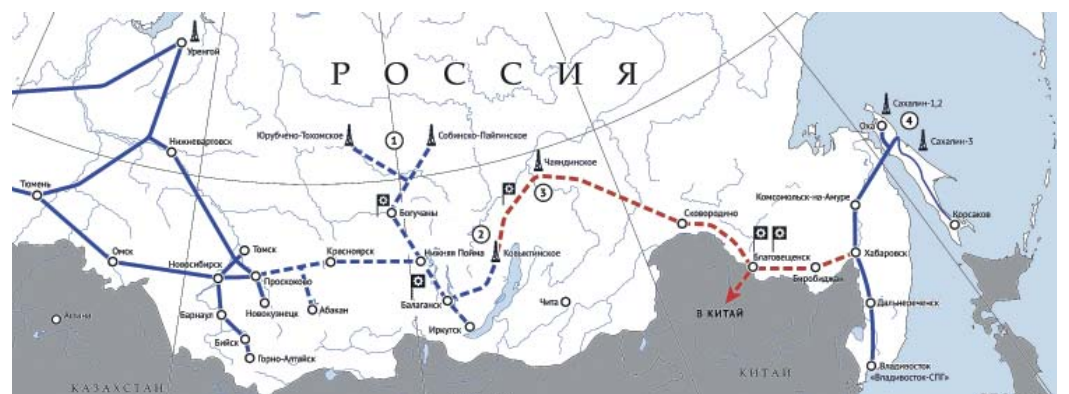 Уренгой
РОССИЯ
Сахалин-1,2
4
Оха
Сахалин-3
Юрубчено-Тохомское
1
Собинско-Пайгинское
Нижневартовск
Чаяндинское
Тюмень
3
Комсомольск-на-Амуре
Богучаны
Сковородино
Корсаков
2
Омск
Томск
Красноярск
Нижняя Пойма
Ковыктинское
Благовещенск
Хабаровск
Новосибирск
Проскоково
Биробиджан
Балаганск
Чита
Дальнереченск
Барнаул
Новокузнецк
Абакан
В КИТАЙ
Астана
Иркутск
Бийск
Горно-Алтайск
КАЗАХСТАН
КИТАЙ
Владивосток
«Владивосток-СПГ»